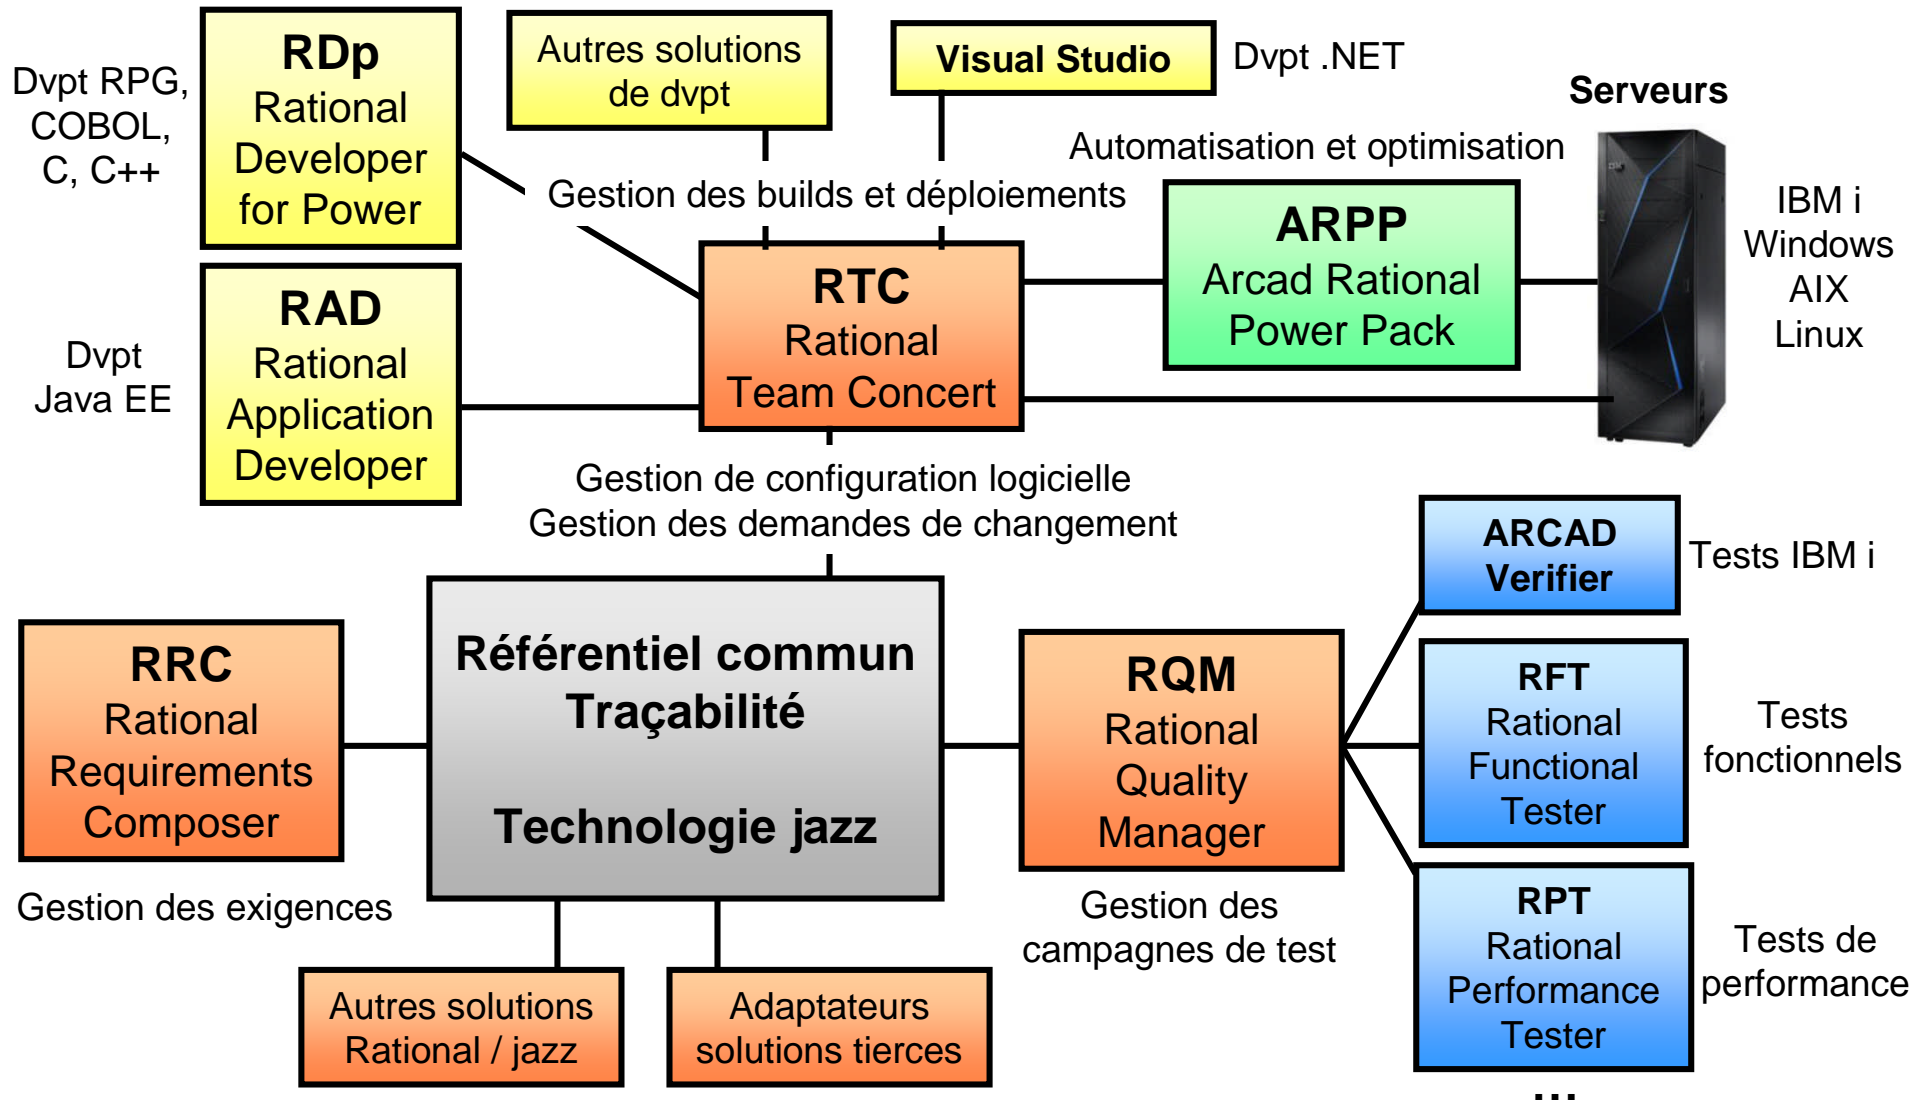 Dvpt RPG,
COBOL,
C, C++
RDp
Rational
Developer
for Power
Autres solutions
de dvpt
Visual Studio
Dvpt .NET
Serveurs
Automatisation et optimisation
Gestion des builds et déploiements
ARPP
Arcad Rational
Power Pack
IBM i
Windows
AIX
Linux
Dvpt
Java EE
RAD
Rational
Application
Developer
RTC
Rational
Team Concert
Gestion de configuration logicielle
Gestion des demandes de changement
RRC
Rational
Requirements
Composer
Gestion des exigences
Référentiel commun
Traçabilité
Technologie jazz
RQM
Rational
Quality
Manager
Gestion des
campagnes de test
ARCAD
Verifier
Tests IBM i
RFT
Rational
Functional
Tester
Tests
fonctionnels
RPT
Rational
Performance
Tester
Tests de
performance
Autres solutions
Rational / jazz
Adaptateurs
solutions tierces
...